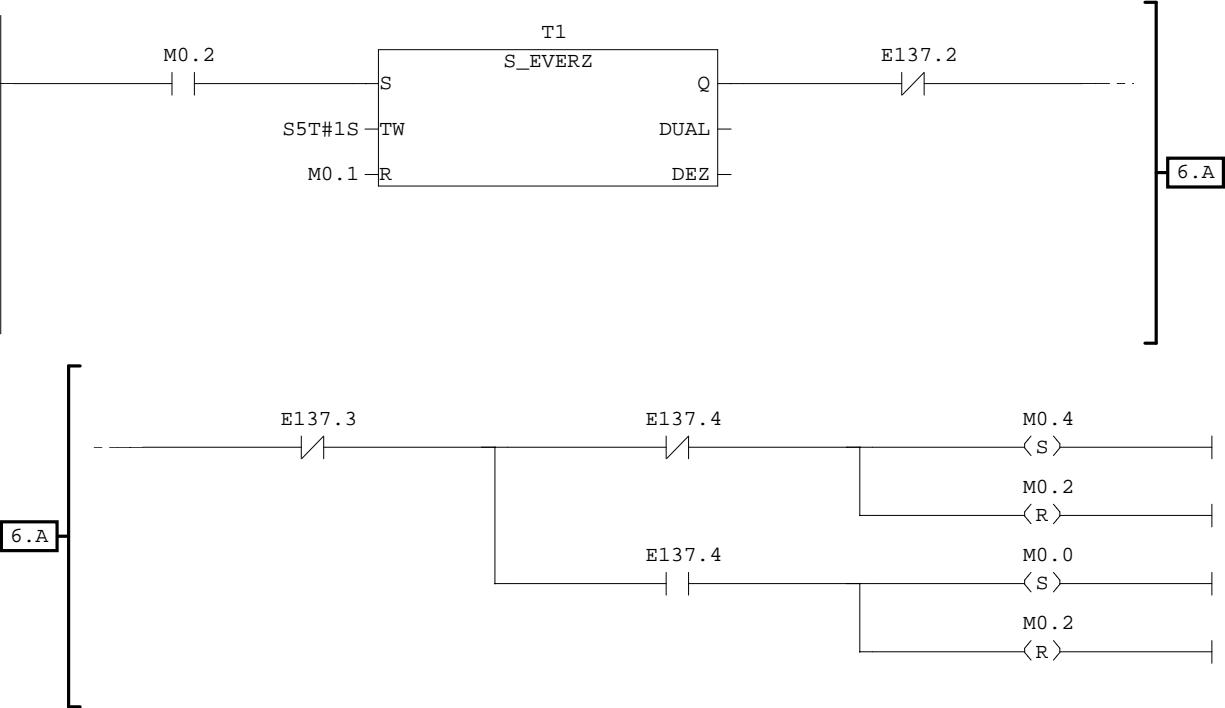 T1
M0.2
S_EVERZ
E137.2
S
Q
S5T#1S
TW
DUAL
M0.1
R
DEZ
6.A
E137.3
E137.4
M0.4
S
M0.2
R
6.A
E137.4
M0.0
S
M0.2
R